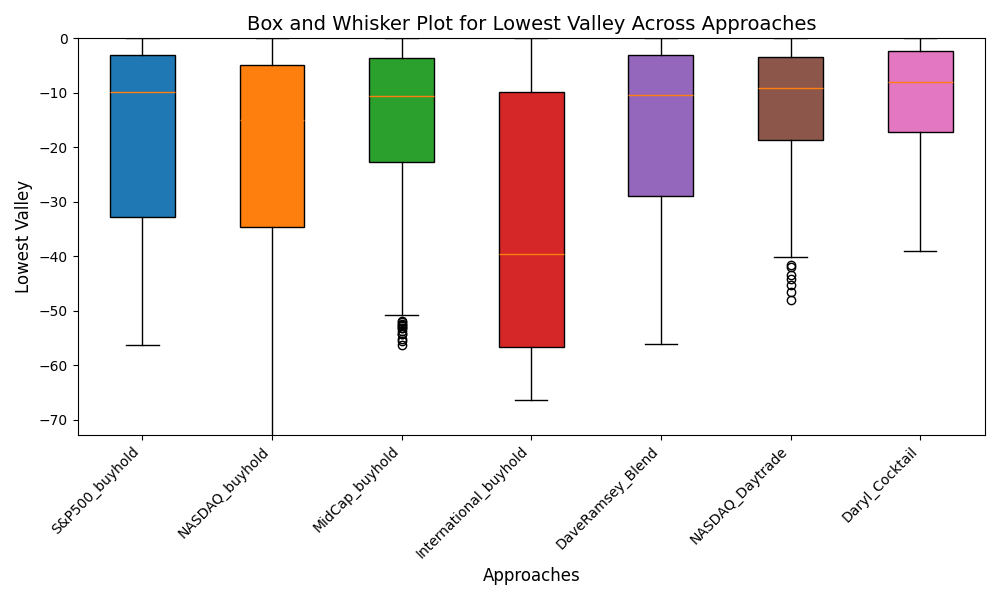 Box and Whisker Plot for Lowest Valley Across Approaches
Lowest Valley
0
−10
−20
−30
−40
−50
−60
−70
S&P500_buyhold
NASDAQ_buyhold
MidCap_buyhold
International_buyhold
DaveRamsey_Blend
NASDAQ_Daytrade
Daryl_Cocktail
Approaches